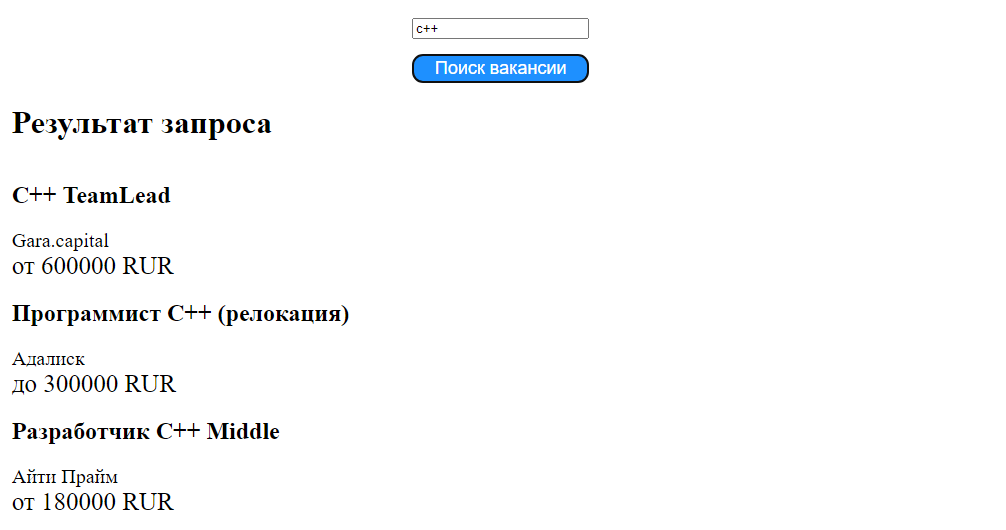 c++
Поиск вакансии
Результат запроса
C++ TeamLead
Gara.capital
от 600000 RUR
Программист C++ (релокация)
Адалиск
до 300000 RUR
Разработчик C++ Middle
Айти Прайм
от 180000 RUR